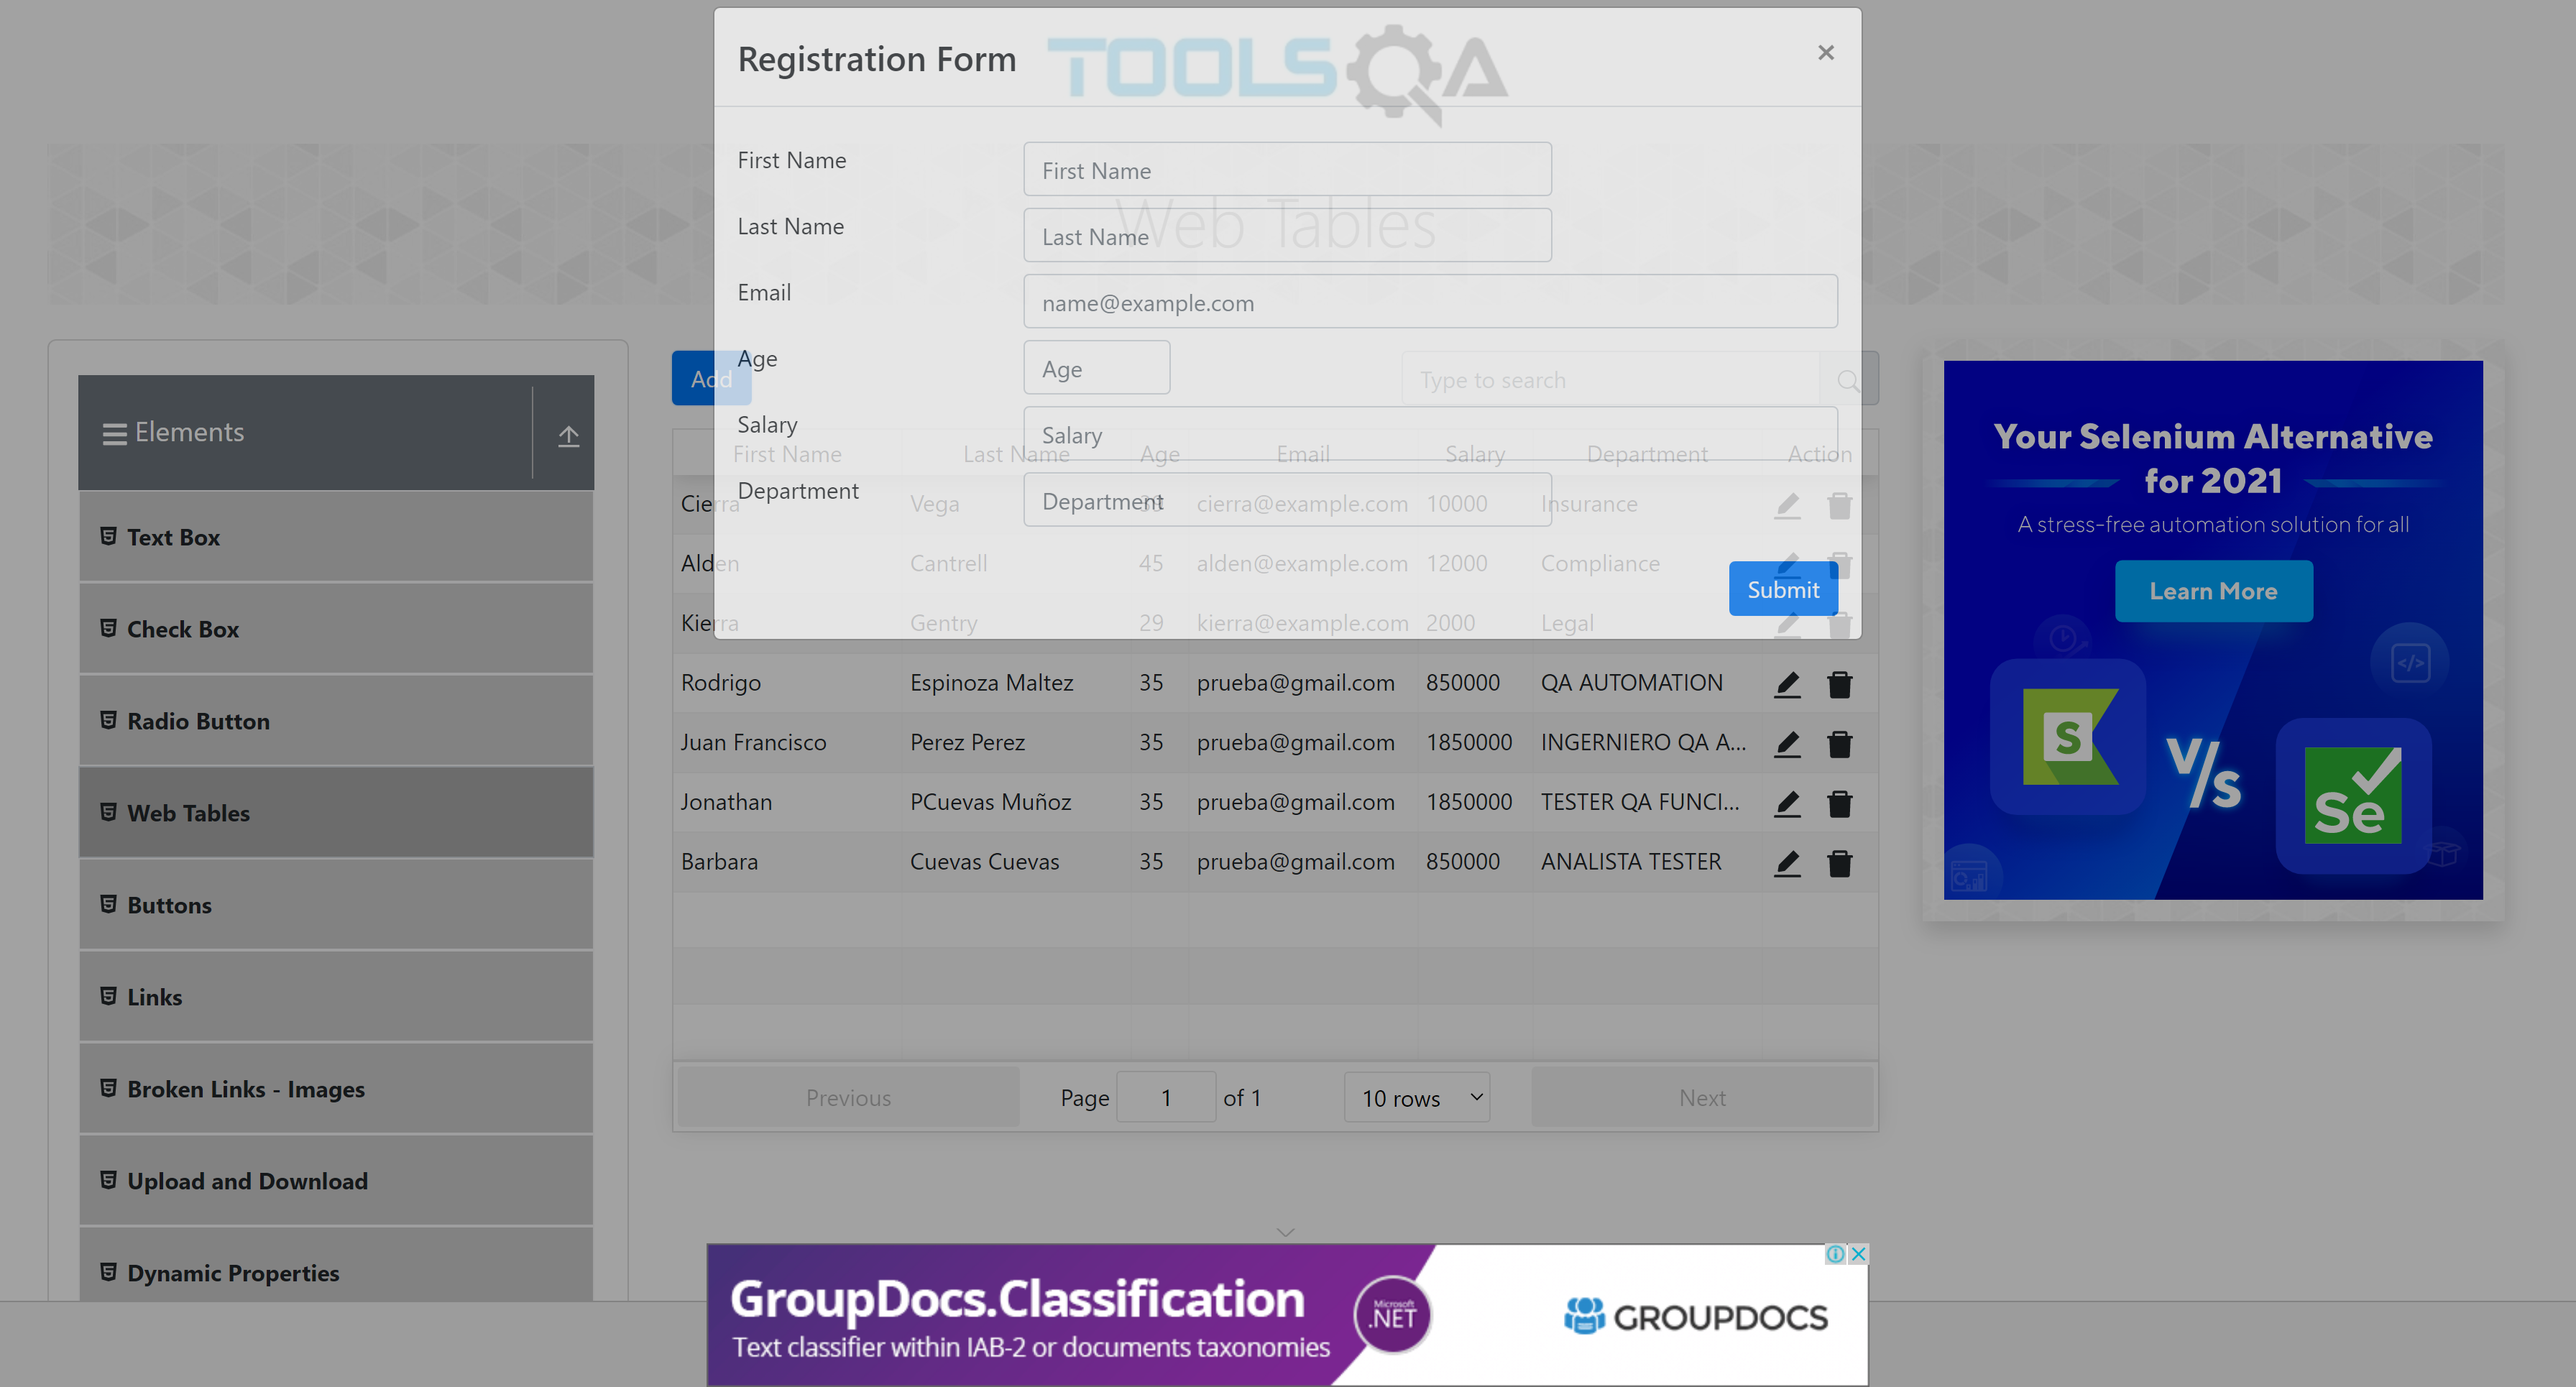 Registration Form
TOOLSQA
×
First Name
First Name
Web Tables
Last Name
Last Name
Email
name@example.com
Age
Age
Add
Type to search
Salary
Salary
Department
Department
Submit
First Name Last Name Age Email Salary Department Action
Cierra Vega 39 cierra@example.com 10000 Insurance
Alden Cantrell 45 alden@example.com 12000 Compliance
Kierra Gentry 29 kierra@example.com 2000 Legal
Rodrigo Espinoza Maltez 35 prueba@gmail.com 850000 QA AUTOMATION
Juan Francisco Perez Perez 35 prueba@gmail.com 1850000 INGERNIERO QA A...
Jonathan PCuevas Muñoz 35 prueba@gmail.com 1850000 TESTER QA FUNCI...
Barbara Cuevas Cuevas 35 prueba@gmail.com 850000 ANALISTA TESTER
Previous
Page 1 of 1
10 rows
Next
Elements
Text Box
Check Box
Radio Button
Web Tables
Buttons
Links
Broken Links - Images
Upload and Download
Dynamic Properties
Your Selenium Alternative
for 2021
A stress-free automation solution for all
Learn More
</>
S
V/s
Se
GroupDocs.Classification
Text classifier within IAB-2 or documents taxonomies
Microsoft
.NET
GROUPDOCS